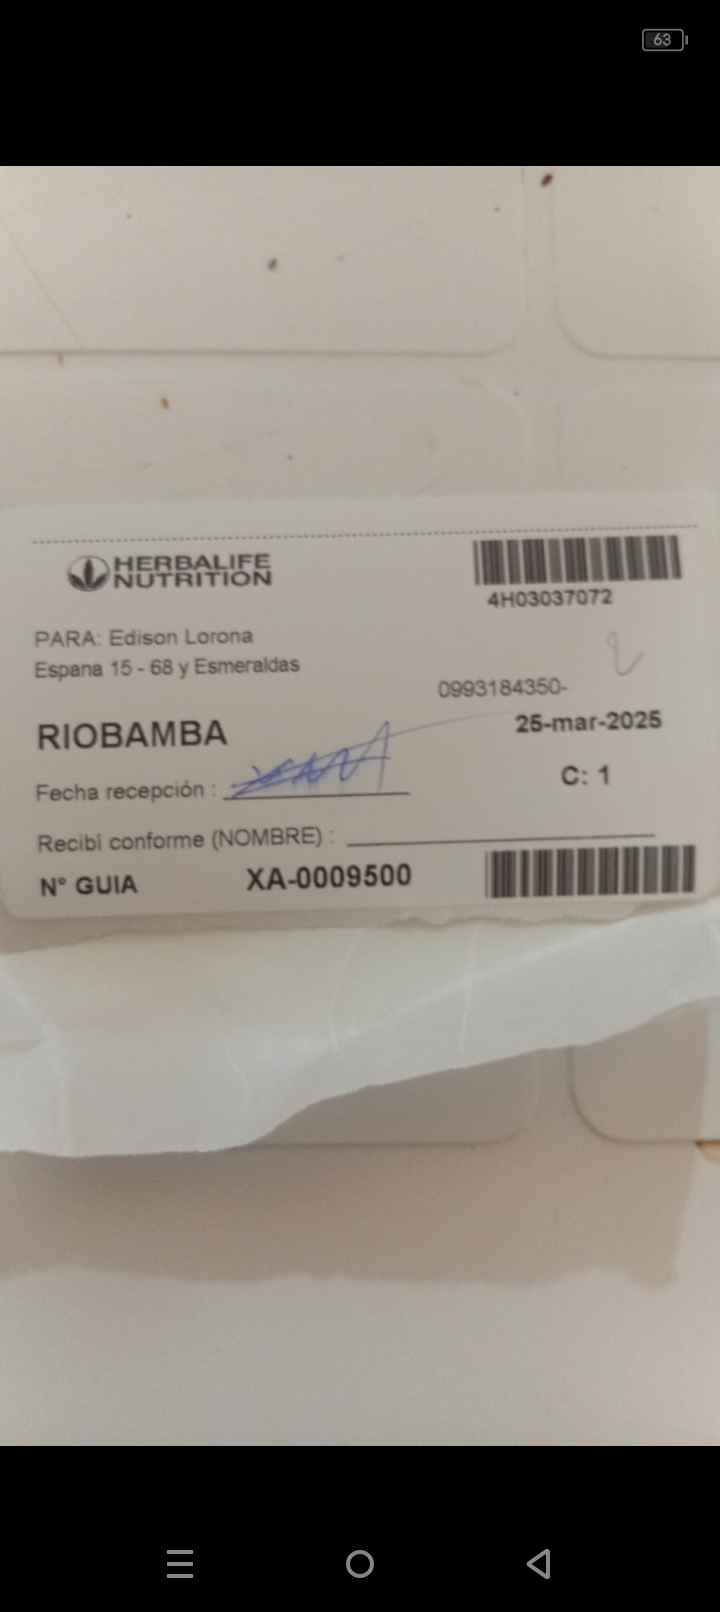 63
HERBALIFE
NUTRITION
4H03037072
PARA: Edison Lorona
Espana 15 - 68 y Esmeraldas
0993184350-
RIOBAMBA
25-mar-2025
Fecha recepción :
C: 1
Recibí conforme (NOMBRE) :
N° GUIA XA-0009500